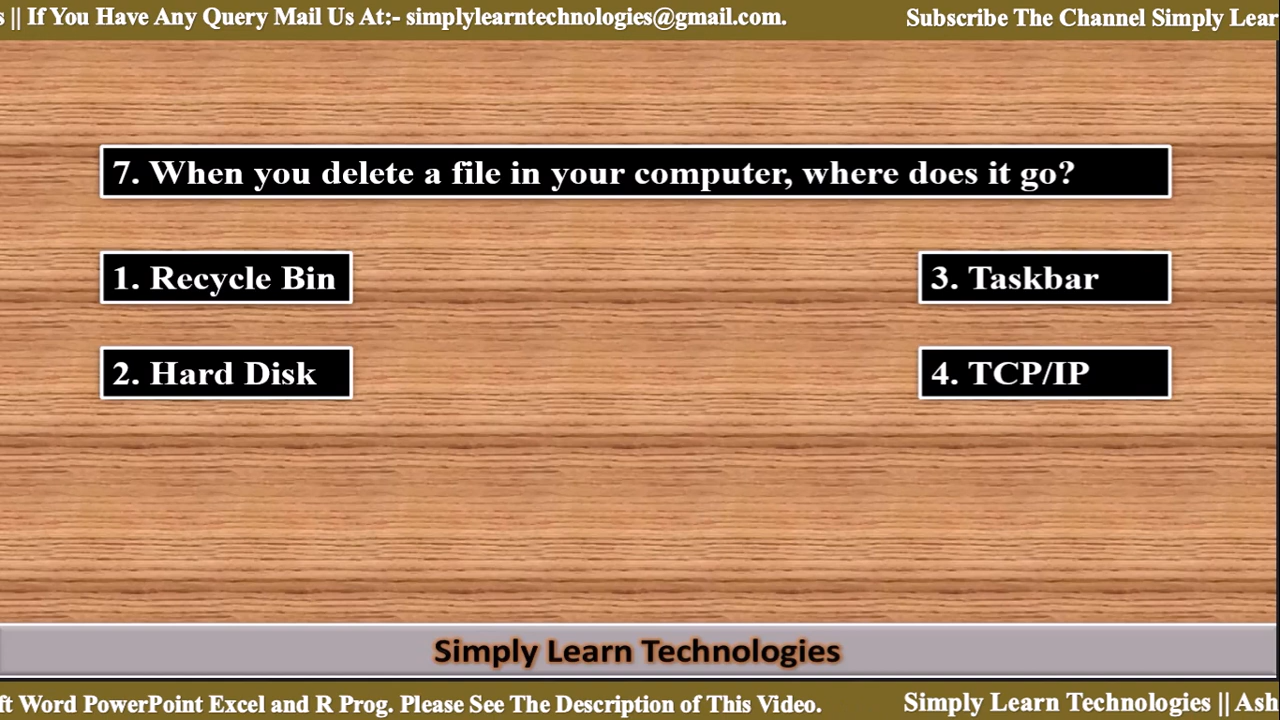 s || If You Have Any Query Mail Us At:- simplylearntechnologies@gmail.com. Subscribe The Channel Simply Lear
7. When you delete a file in your computer, where does it go?
1. Recycle Bin
3. Taskbar
2. Hard Disk
4. TCP/IP
Simply Learn Technologies
ft Word PowerPoint Excel and R Prog. Please See The Description of This Video. Simply Learn Technologies || Ash